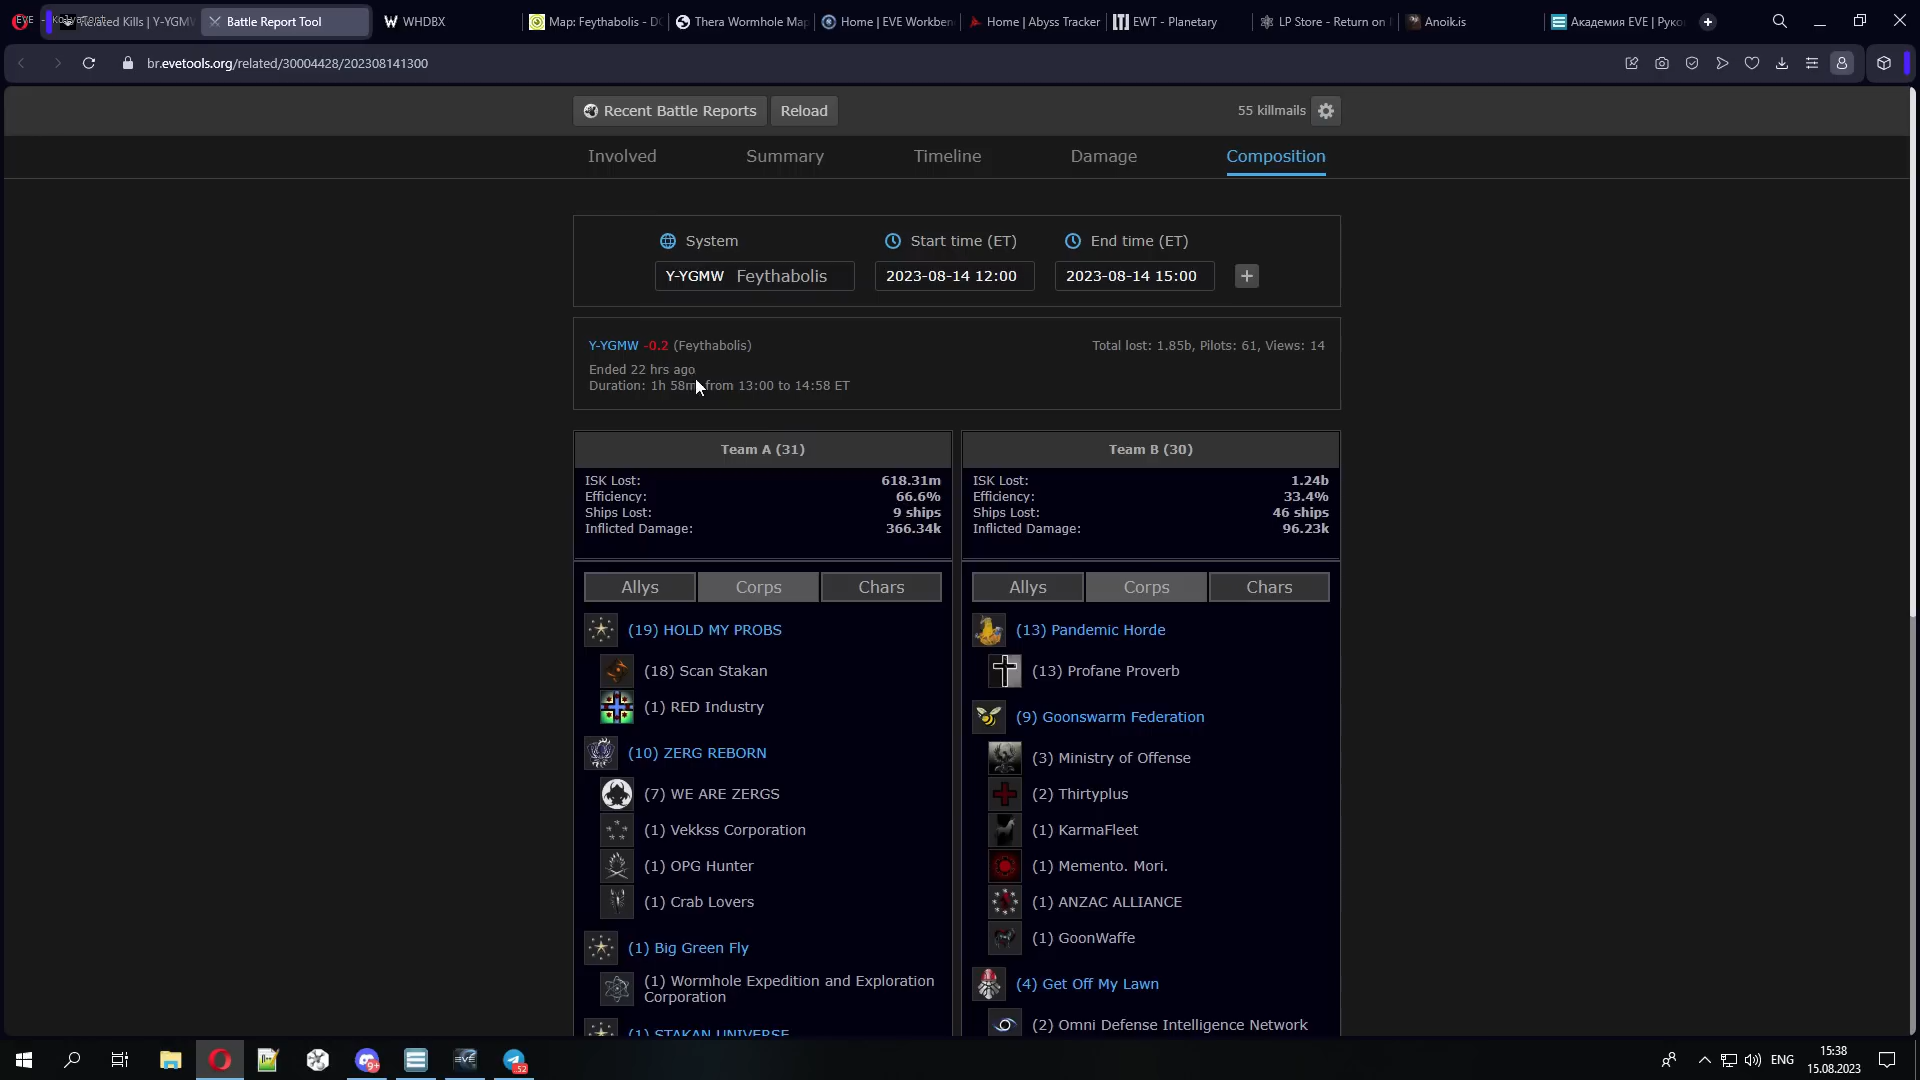 Related Kills | Y-YGMW
Battle Report Tool
WHDBX
Map: Feythabolis - DO
Thera Wormhole Map
Home | EVE Workben
Home | Abyss Tracker
EWT - Planetary
LP Store - Return on I
Anoik.is
Академия EVE | Руко
br.evetools.org/related/30004428/202308141300
Recent Battle Reports
Reload
55 killmails
Involved
Summary
Timeline
Damage
Composition
System
Start time (ET)
End time (ET)
Y-YGMW Feythabolis
2023-08-14 12:00
2023-08-14 15:00
Y-YGMW -0.2 (Feythabolis)
Total lost: 1.85b, Pilots: 61, Views: 14
Ended 22 hrs ago
Duration: 1h 58m, from 13:00 to 14:58 ET
Team A (31)
ISK Lost: 618.31m
Efficiency: 66.6%
Ships Lost: 9 ships
Inflicted Damage: 366.34k
Allys
Corps
Chars
(19) HOLD MY PROBS
(18) Scan Stakan
(1) RED Industry
(10) ZERG REBORN
(7) WE ARE ZERGS
(1) Vekkss Corporation
(1) OPG Hunter
(1) Crab Lovers
(1) Big Green Fly
(1) Wormhole Expedition and Exploration
Corporation
(1) STAKAN UNIVERSE
Team B (30)
ISK Lost: 1.24b
Efficiency: 33.4%
Ships Lost: 46 ships
Inflicted Damage: 96.23k
Allys
Corps
Chars
(13) Pandemic Horde
(13) Profane Proverb
(9) Goonswarm Federation
(3) Ministry of Offense
(2) Thirtyplus
(1) KarmaFleet
(1) Memento. Mori.
(1) ANZAC ALLIANCE
(1) GoonWaffe
(4) Get Off My Lawn
(2) Omni Defense Intelligence Network
EVE
9+
52
ENG
15:38
15.08.2023